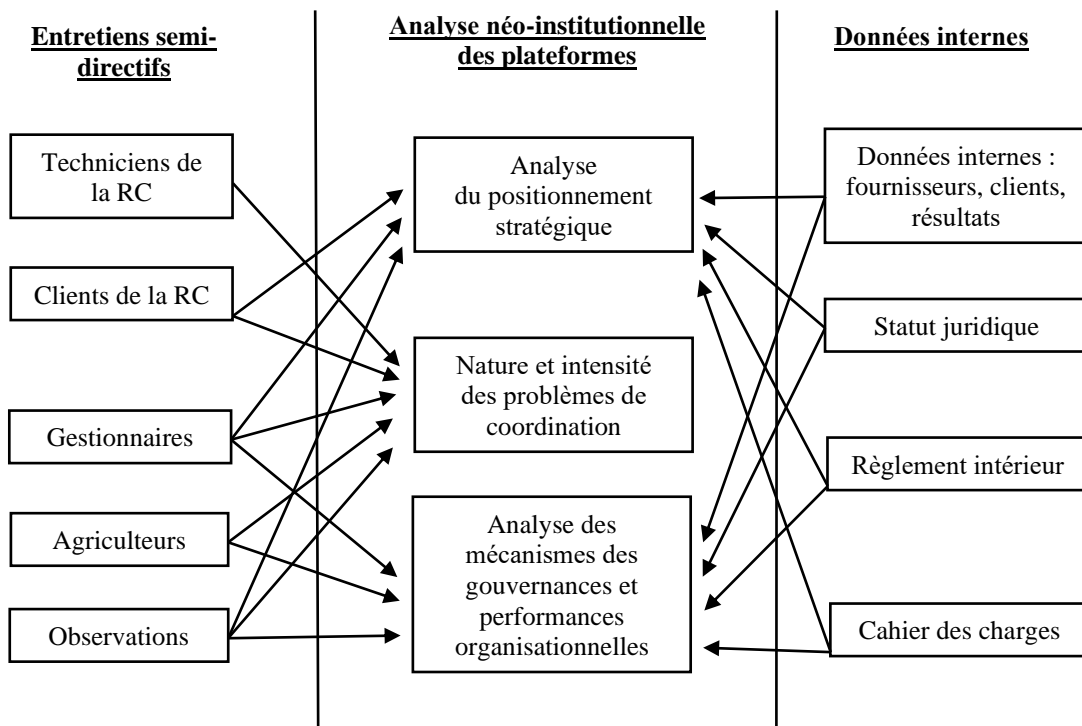 Entretiens semi-
directifs
Techniciens de
la RC
Clients de la RC
Gestionnaires
Agriculteurs
Observations
Analyse néo-institutionnelle
des plateformes
Analyse
du positionnement
stratégique
Nature et intensité
des problèmes de
coordination
Analyse des
mécanismes des
gouvernances et
performances
organisationnelles
Données internes
Données internes :
fournisseurs, clients,
résultats
Statut juridique
Règlement intérieur
Cahier des charges